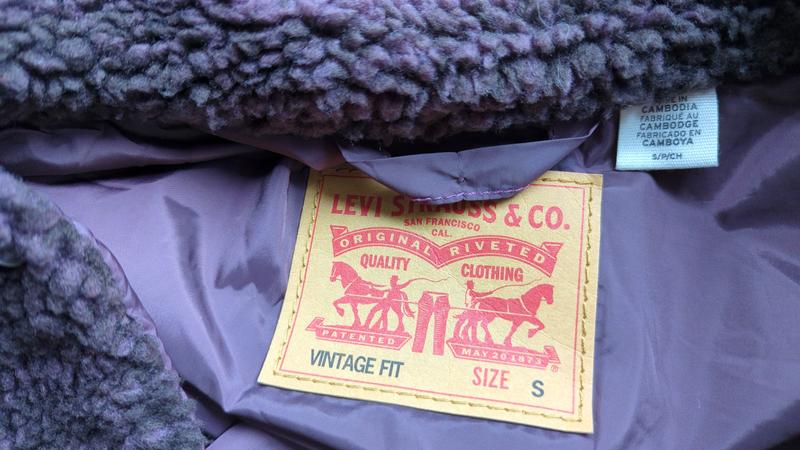 MADE IN
CAMBODIA
FABRIQUÉ AU
CAMBODGE
FABRICADO EN
CAMBOYA
S/P/CH
LEVI STRAUSS & CO.
SAN FRANCISCO
CAL.
ORIGINAL RIVETED
QUALITY CLOTHING
PATENTED MAY 20 1873
®
VINTAGE FIT
SIZE S